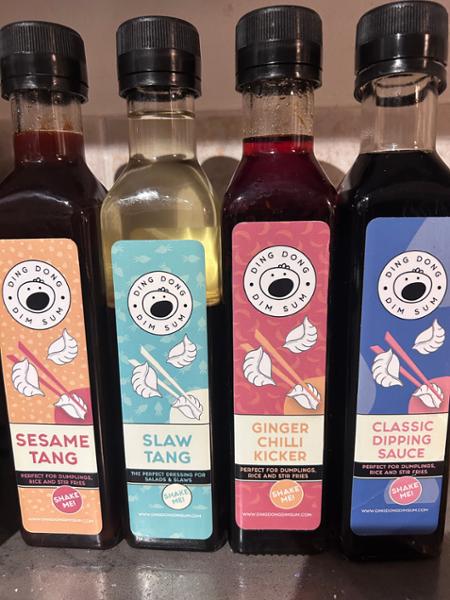 DING DONG
DIM SUM
SESAME
TANG
PERFECT FOR DUMPLINGS,
RICE AND STIR FRIES
SHAKE
ME!
WWW.DINGDONGDIMSUM.COM
DING DONG
DIM SUM
SLAW
TANG
THE PERFECT DRESSING FOR
SALADS & SLAWS
SHAKE
ME!
WWW.DINGDONGDIMSUM.COM
DING DONG
DIM SUM
GINGER
CHILLI
KICKER
PERFECT FOR DUMPLINGS,
RICE AND STIR FRIES
SHAKE
ME!
WWW.DINGDONGDIMSUM.COM
DING DONG
DIM SUM
CLASSIC
DIPPING
SAUCE
PERFECT FOR DUMPLINGS,
RICE AND STIR FRIES
SHAKE
ME!
WWW.DINGDONGDIMSUM.COM